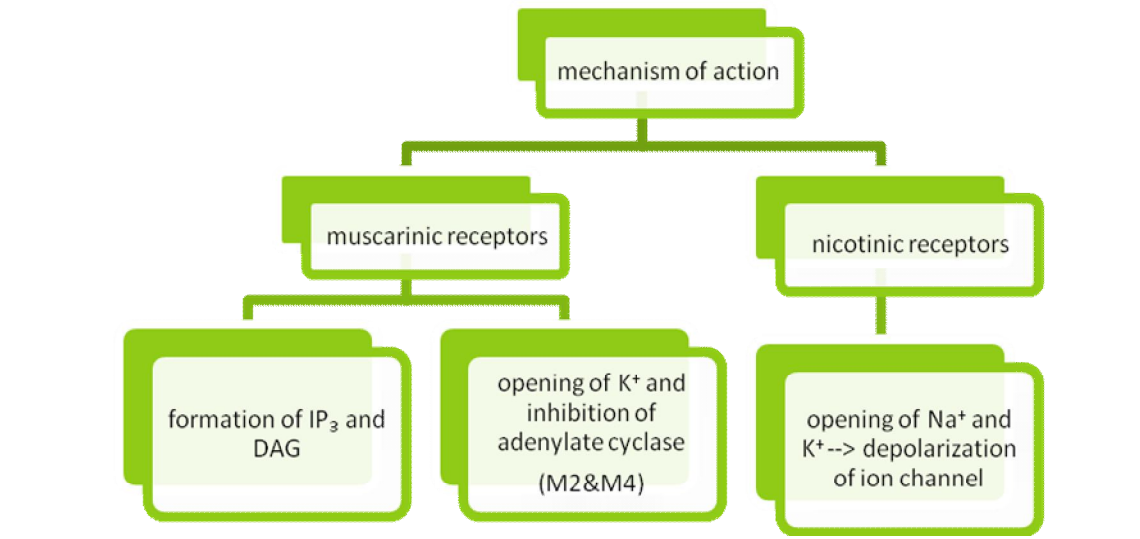 mechanism of action
muscarinic receptors
nicotinic receptors
formation of IP₃ and
DAG
opening of K⁺ and
inhibition of
adenylate cyclase
(M2&M4)
opening of Na⁺ and
K⁺--> depolarization
of ion channel